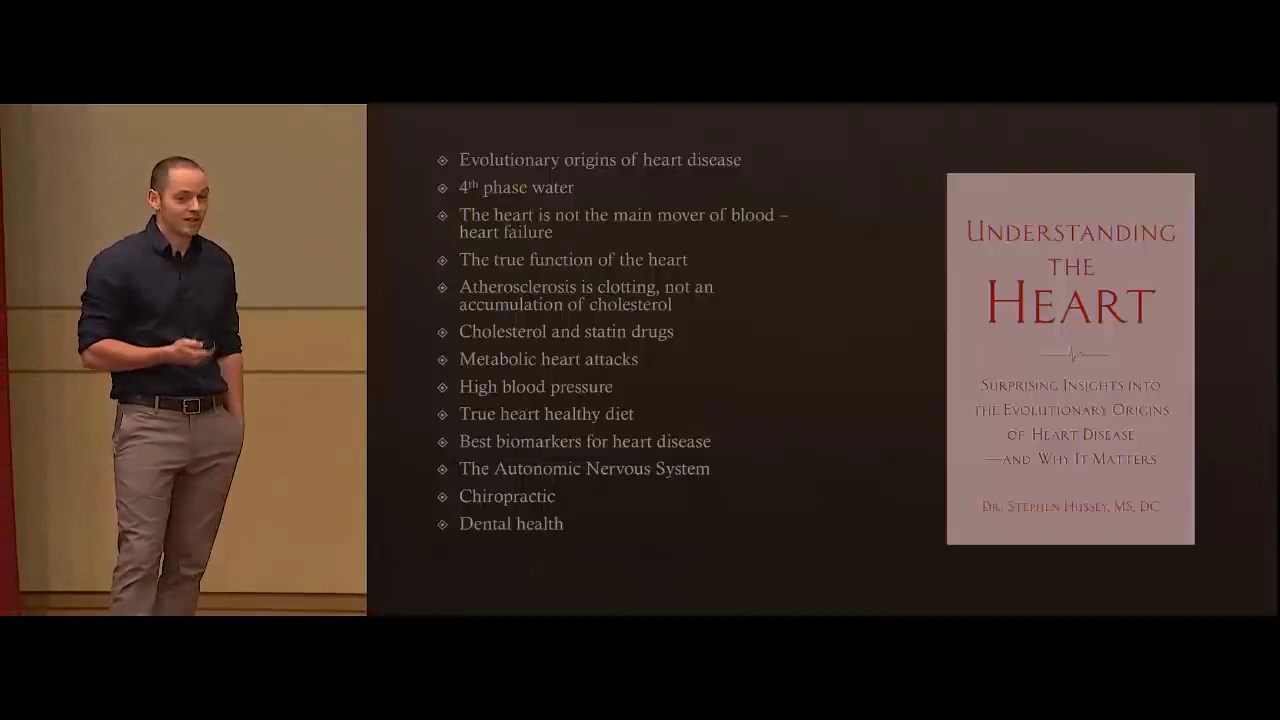 Evolutionary origins of heart disease
4th phase water
The heart is not the main mover of blood –
heart failure
The true function of the heart
Atherosclerosis is clotting, not an
accumulation of cholesterol
Cholesterol and statin drugs
Metabolic heart attacks
High blood pressure
True heart healthy diet
Best biomarkers for heart disease
The Autonomic Nervous System
Chiropractic
Dental health
UNDERSTANDING
THE
HEART
SURPRISING INSIGHTS INTO
THE EVOLUTIONARY ORIGINS
OF HEART DISEASE
—AND WHY IT MATTERS
DR. STEPHEN HUSSEY, MS, DC